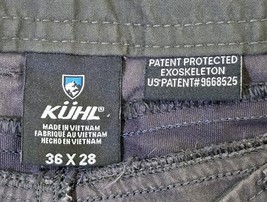 KÜHL®
MADE IN VIETNAM
FABRIQUÉ AU VIETNAM
HECHO EN VIETNAM
36 X 28
PATENT PROTECTED
EXOSKELETON
US PATENT#9668525